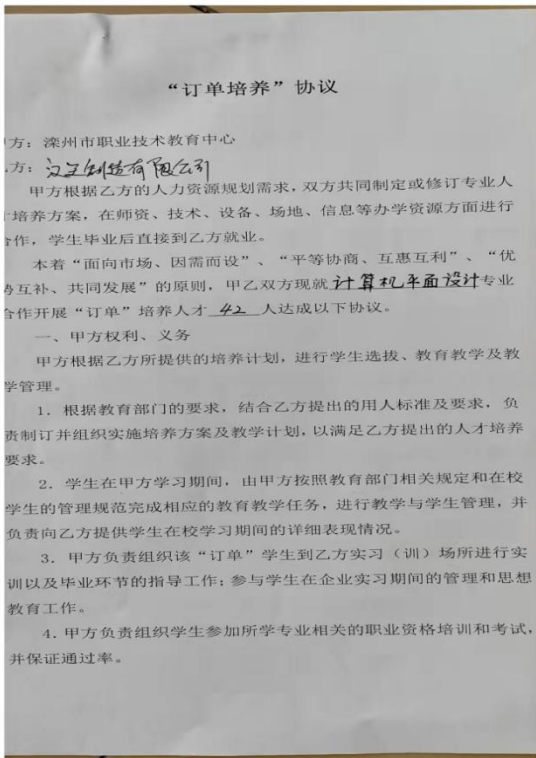 “订单培养”协议
方：滦州市职业技术教育中心
方：汉王制造有限公司
甲方根据乙方的人力资源规划需求，双方共同制定或修订专业人
才培养方案，在师资、技术、设备、场地、信息等办学资源方面进行
合作，学生毕业后直接到乙方就业。
本着“面向市场、因需而设”、“平等协商、互惠互利”、“优
势互补、共同发展”的原则，甲乙双方现就计算机平面设计专业
合作开展“订单”培养人才 42 人达成以下协议。
一、甲方权利、义务
甲方根据乙方所提供的培养计划，进行学生选拔、教育教学及教
学管理。
1．根据教育部门的要求，结合乙方提出的用人标准及要求，负
责制订并组织实施培养方案及教学计划，以满足乙方提出的人才培养
要求。
2．学生在甲方学习期间，由甲方按照教育部门相关规定和在校
学生的管理规范完成相应的教育教学任务，进行教学与学生管理，并
负责向乙方提供学生在校学习期间的详细表现情况。
3．甲方负责组织该“订单”学生到乙方实习（训）场所进行实
训以及毕业环节的指导工作；参与学生在企业实习期间的管理和思想
教育工作。
4．甲方负责组织学生参加所学专业相关的职业资格培训和考试，
并保证通过率。